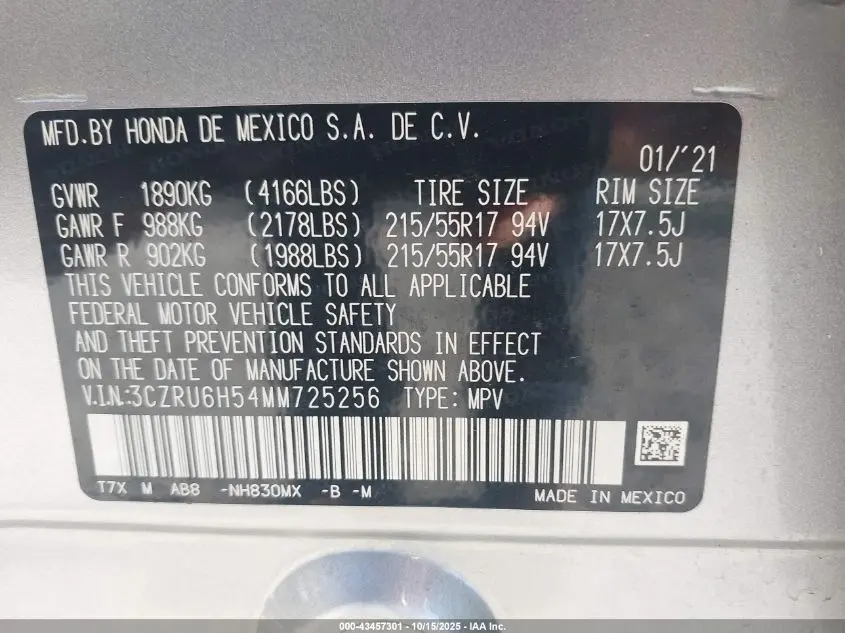 MFD.BY HONDA DE MEXICO S.A. DE C.V.
01/'21
GVWR 1890KG (4166LBS) TIRE SIZE RIM SIZE
GAWR F 988KG (2178LBS) 215/55R17 94V 17X7.5J
GAWR R 902KG (1988LBS) 215/55R17 94V 17X7.5J
THIS VEHICLE CONFORMS TO ALL APPLICABLE
FEDERAL MOTOR VEHICLE SAFETY
AND THEFT PREVENTION STANDARDS IN EFFECT
ON THE DATE OF MANUFACTURE SHOWN ABOVE.
V.I.N.:3CZRU6H54MM725256 TYPE: MPV
T7X M AB8 -NH830MX -B -M MADE IN MEXICO
000-43457301 - 10/15/2025 - IAA Inc.